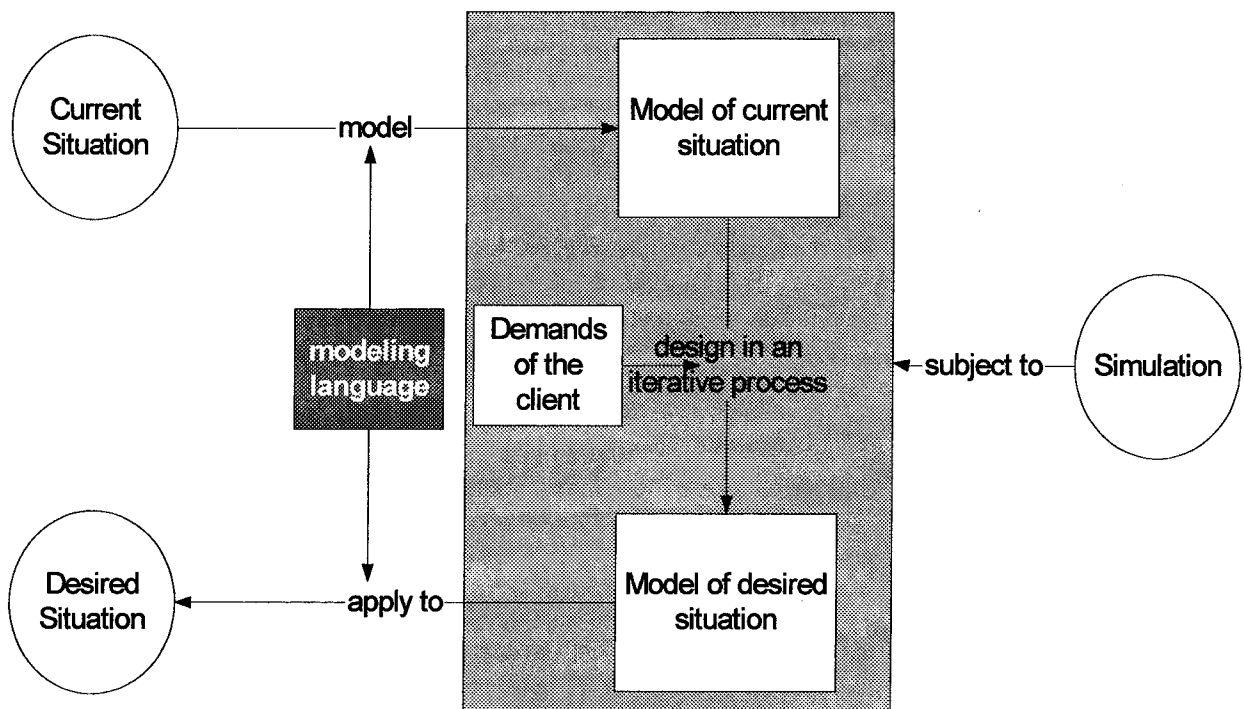 Current
Situation
model
Model of current
situation
modeling
language
Demands
of the
client
design in an
iterative process
subject to
Simulation
Desired
Situation
apply to
Model of desired
situation